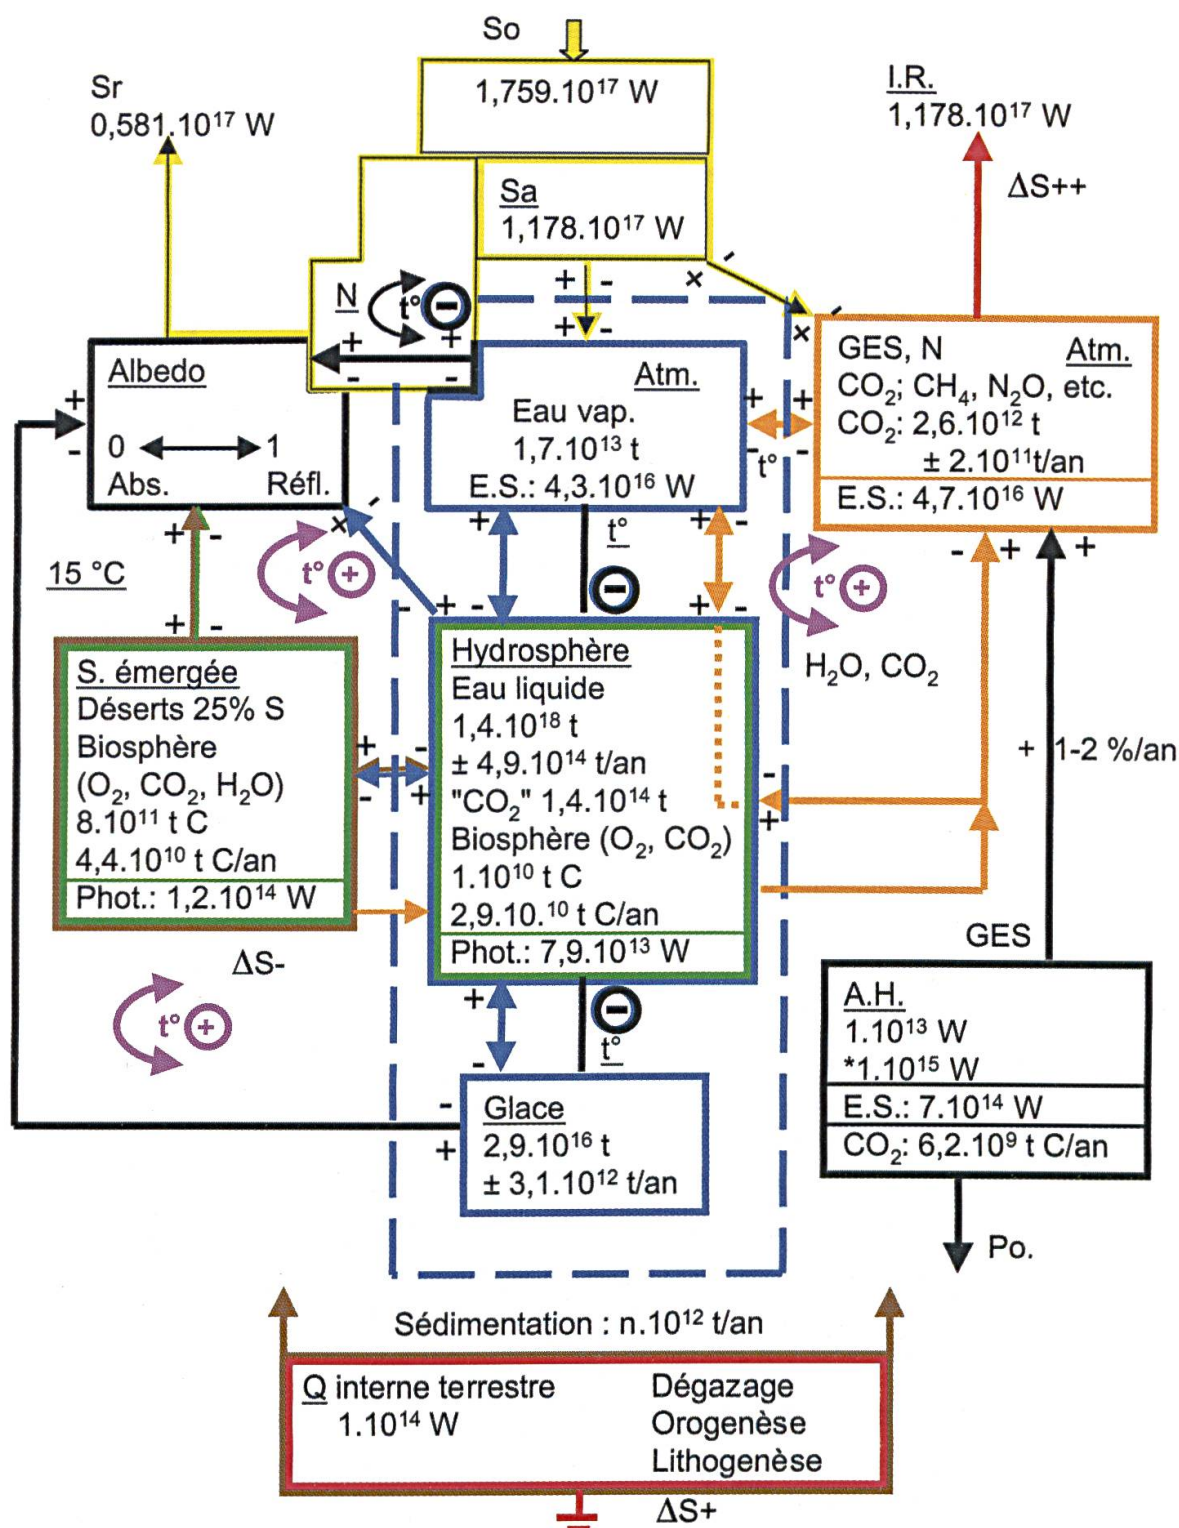 So
1,759.10¹⁷ W
Sr
0,581.10¹⁷ W
I.R.
1,178.10¹⁷ W
ΔS++
Sa
1,178.10¹⁷ W
+ -
+ -
- x
- x
N
t° -
+ +
- -
Albedo
0 1
Abs. Réfl.
+
-
Atm.
Eau vap.
1,7.10¹³ t
E.S.: 4,3.10¹⁶ W
+ +
- -
t°
GES, N Atm.
CO₂; CH₄, N₂O, etc.
CO₂: 2,6.10¹² t
± 2.10¹¹t/an
E.S.: 4,7.10¹⁶ W
+ -
x -
+ t° + -
- + +
15 °C
t° +
-
t° +
+ -
- + -
+ -
H₂O, CO₂
S. émergée
Déserts 25% S
Biosphère
(O₂, CO₂, H₂O)
8.10¹¹ t C
4,4.10¹⁰ t C/an
Phot.: 1,2.10¹⁴ W
+ -
- +
Hydrosphère
Eau liquide
1,4.10¹⁸ t
± 4,9.10¹⁴ t/an
"CO₂" 1,4.10¹⁴ t
Biosphère (O₂, CO₂)
1.10¹⁰ t C
2,9.10.¹⁰ t C/an
Phot.: 7,9.10¹³ W
-
+
+ 1-2 %/an
GES
ΔS-
t° +
+ -
- t°
A.H.
1.10¹³ W
*1.10¹⁵ W
E.S.: 7.10¹⁴ W
CO₂: 6,2.10⁹ t C/an
Po.
-
+
Glace
2,9.10¹⁶ t
± 3,1.10¹² t/an
Sédimentation : n.10¹² t/an
Q interne terrestre Dégazage
1.10¹⁴ W Orogenèse
Lithogenèse
ΔS+